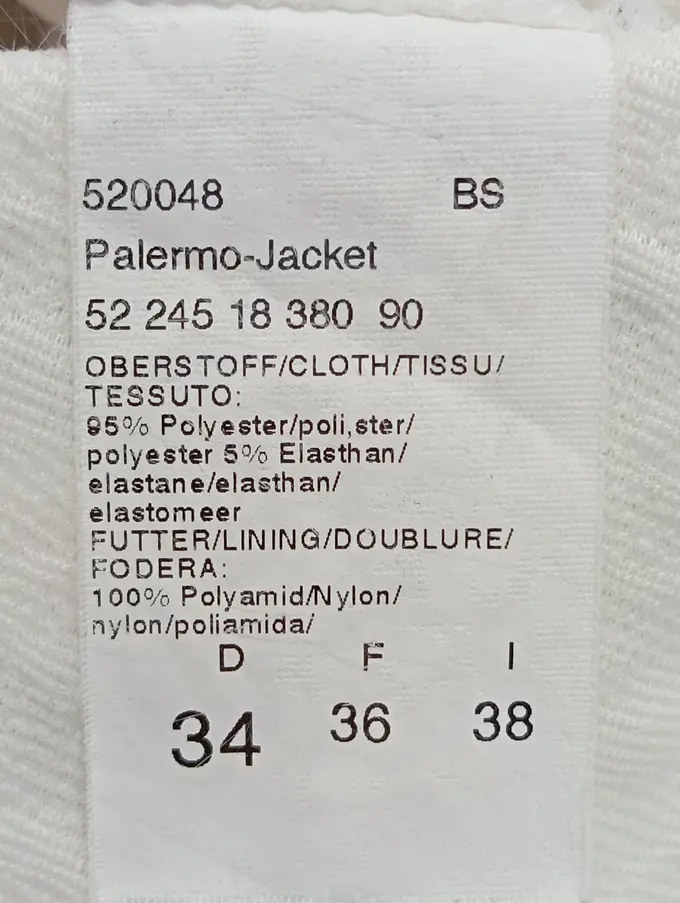 520048 BS
Palermo-Jacket
52 245 18 380 90
OBERSTOFF/CLOTH/TISSU/
TESSUTO:
95% Polyester/poli,ster/
polyester 5% Elasthan/
elastane/elasthan/
elastomeer
FUTTER/LINING/DOUBLURE/
FODERA:
100% Polyamid/Nylon/
nylon/poliamida/
D F I
34 36 38